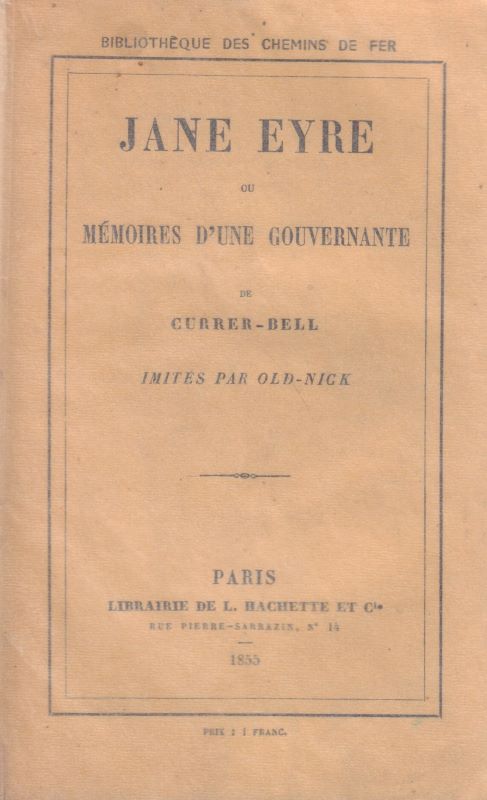 BIBLIOTHÈQUE DES CHEMINS DE FER
JANE EYRE
OU
MÉMOIRES D'UNE GOUVERNANTE
DE
CURRER-BELL
IMITÉS PAR OLD-NICK
PARIS
LIBRAIRIE DE L. HACHETTE ET Cie
RUE PIERRE-SARRAZIN, N° 14
1855
PRIX : 1 FRANC.